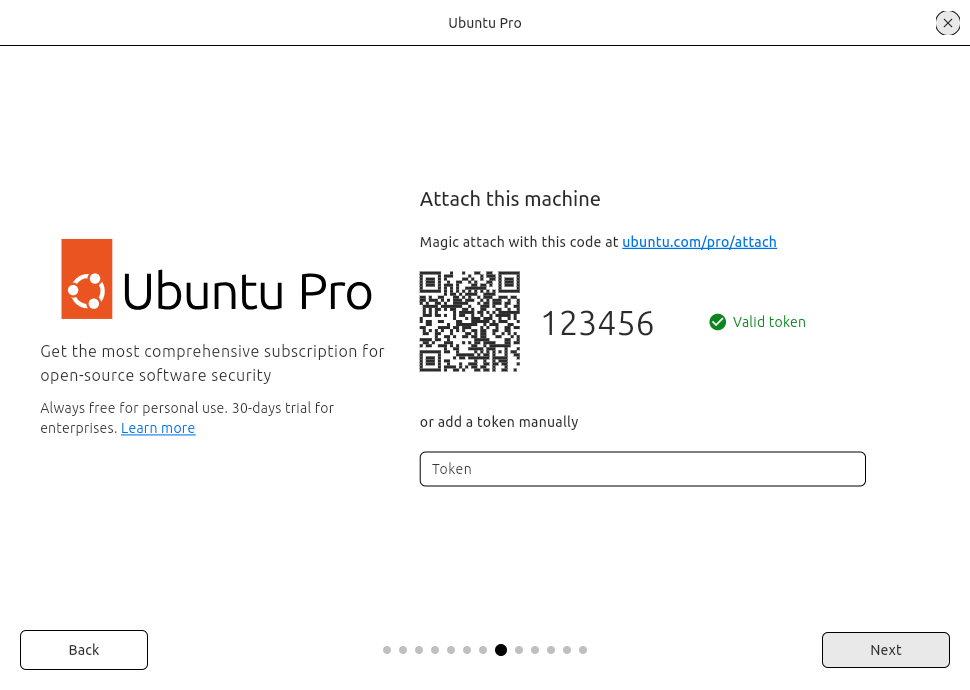 Ubuntu Pro
Attach this machine
Magic attach with this code at ubuntu.com/pro/attach
123456
Valid token
or add a token manually
Token
Ubuntu Pro
Get the most comprehensive subscription for
open-source software security
Always free for personal use. 30-days trial for
enterprises. Learn more
Back
Next